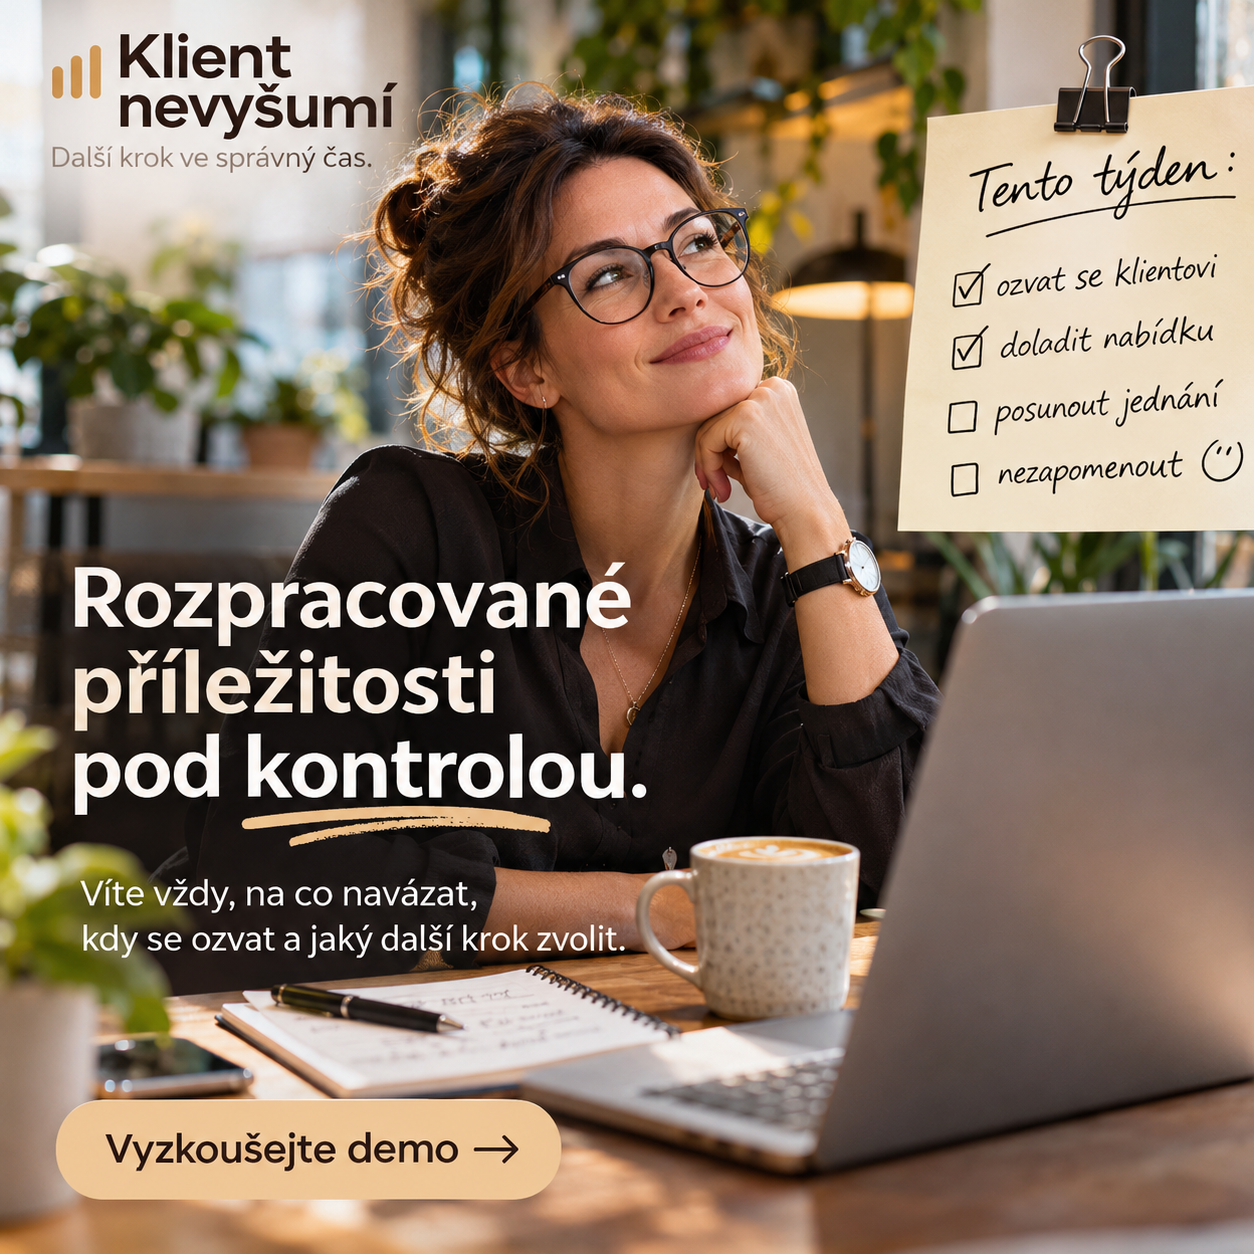 Klient
nevyšumí
Další krok ve správný čas.
Tento týden:
ozvat se klientovi
doladit nabídku
posunout jednání
nezapomenout
Rozpracované
příležitosti
pod kontrolou.
Víte vždy, na co navázat,
kdy se ozvat a jaký další krok zvolit.
Vyzkoušejte demo →